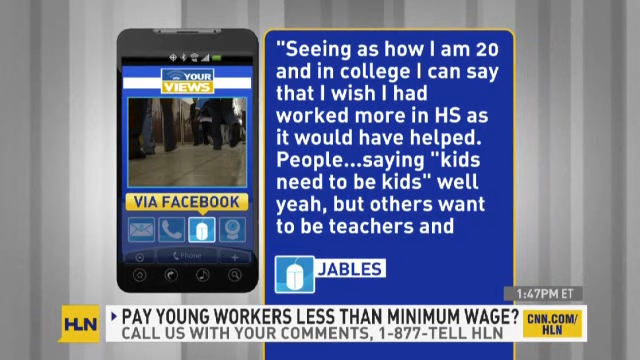 YOUR
VIEWS
VIA FACEBOOK
Phone
"Seeing as how I am 20
and in college I can say
that I wish I had
worked more in HS as
it would have helped.
People...saying "kids
need to be kids" well
yeah, but others want
to be teachers and
JABLES
1:47PM ET
HLN
PAY YOUNG WORKERS LESS THAN MINIMUM WAGE?
CALL US WITH YOUR COMMENTS, 1-877-TELL HLN
CNN.COM/
HLN